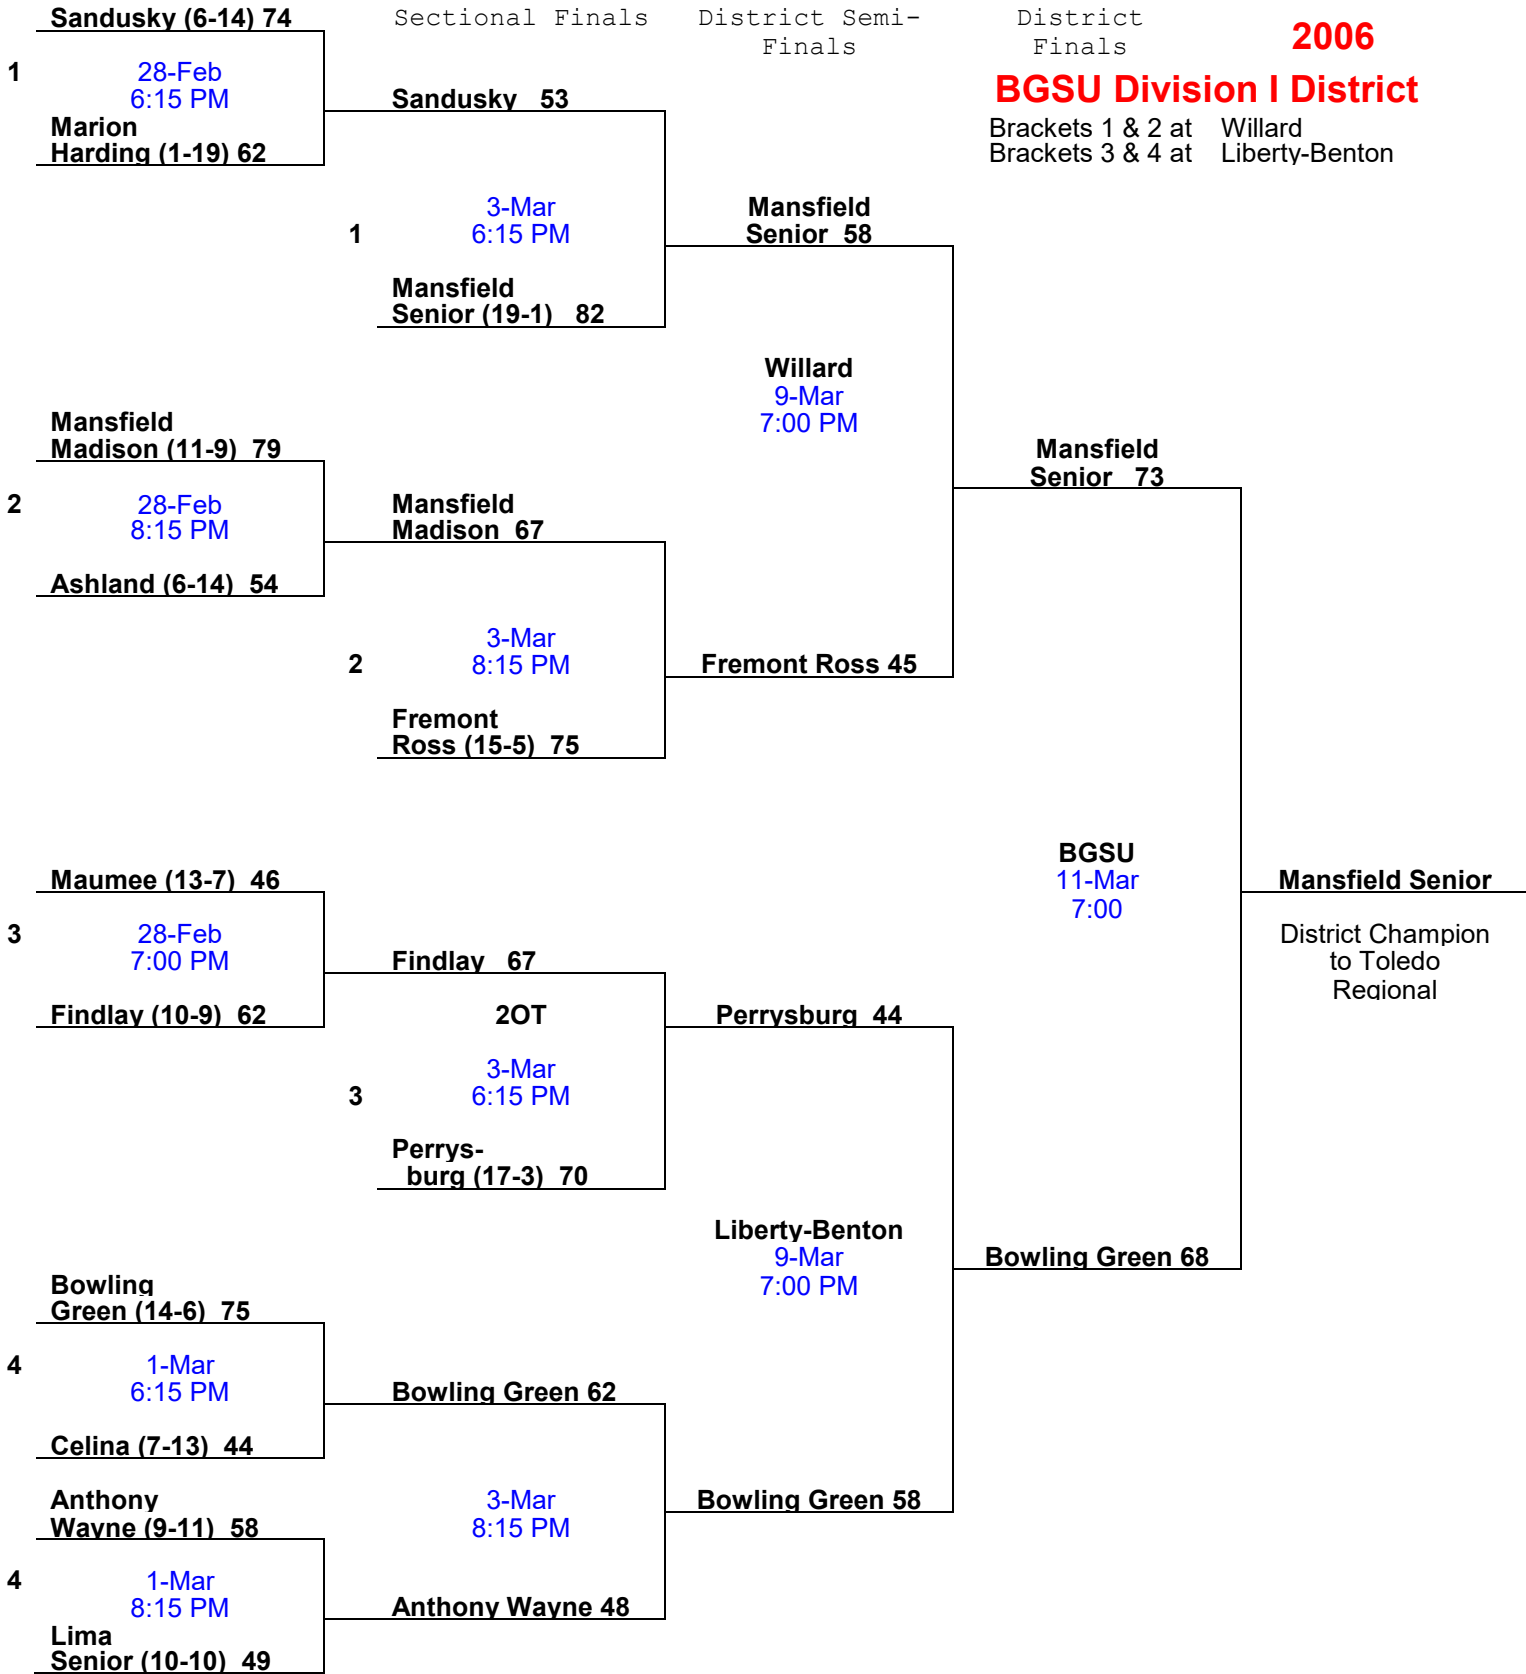 Sandusky (6-14) 74
Sectional Finals
District Semi-
Finals
District
Finals
2006
BGSU Division I District
Brackets 1 & 2 at Willard
Brackets 3 & 4 at Liberty-Benton
1
28-Feb
6:15 PM
Marion
Harding (1-19) 62
Sandusky 53
1
3-Mar
6:15 PM
Mansfield
Senior (19-1) 82
Mansfield
Senior 58
Willard
9-Mar
7:00 PM
Mansfield
Madison (11-9) 79
2
28-Feb
8:15 PM
Ashland (6-14) 54
Mansfield
Madison 67
2
3-Mar
8:15 PM
Fremont
Ross (15-5) 75
Fremont Ross 45
Mansfield
Senior 73
BGSU
11-Mar
7:00
Mansfield Senior
District Champion
to Toledo
Regional
Maumee (13-7) 46
3
28-Feb
7:00 PM
Findlay (10-9) 62
Findlay 67
2OT
3
3-Mar
6:15 PM
Perrys-
burg (17-3) 70
Perrysburg 44
Liberty-Benton
9-Mar
7:00 PM
Bowling Green 68
Bowling
Green (14-6) 75
4
1-Mar
6:15 PM
Celina (7-13) 44
Bowling Green 62
3-Mar
8:15 PM
Bowling Green 58
Anthony
Wayne (9-11) 58
4
1-Mar
8:15 PM
Lima
Senior (10-10) 49
Anthony Wayne 48